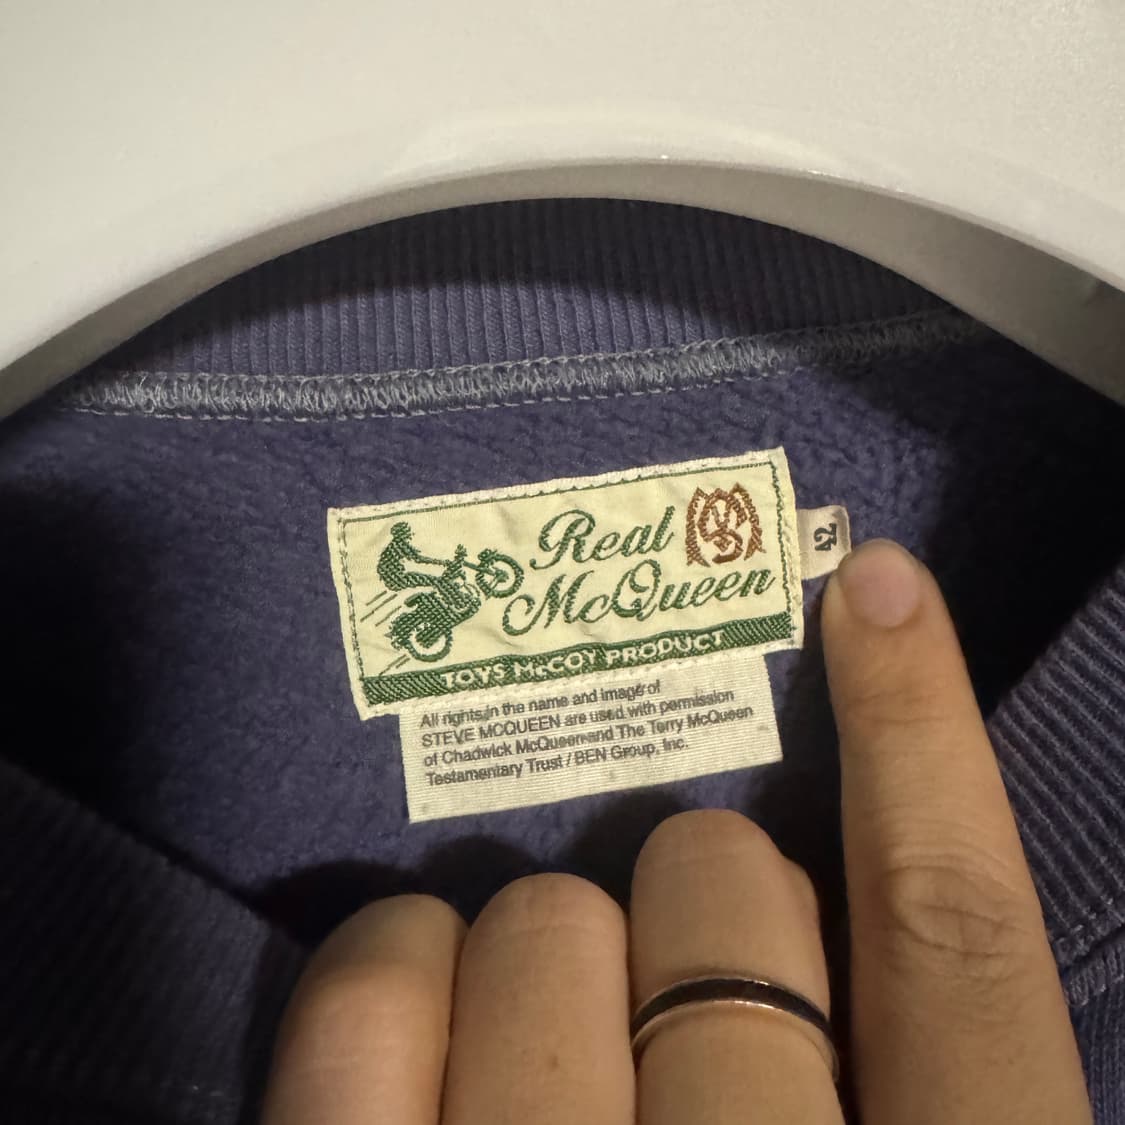 Real
McQueen
TOYS McCOY PRODUCT
42
All rights in the name and image of
STEVE MCQUEEN are used with permission
of Chadwick McQueen and The Terry McQueen
Testamentary Trust / BEN Group, Inc.